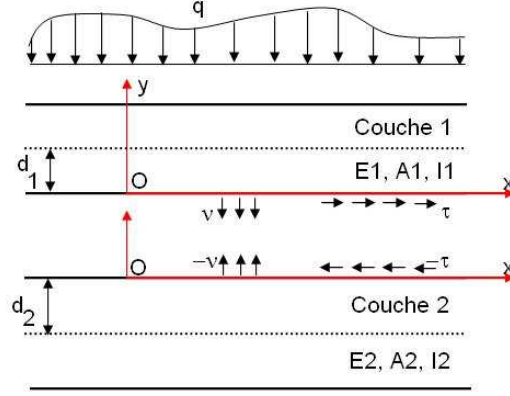 q
y
Couche 1
d1
E1, A1, I1
O
x
ν
τ
−ν
−τ
O
x
Couche 2
d2
E2, A2, I2